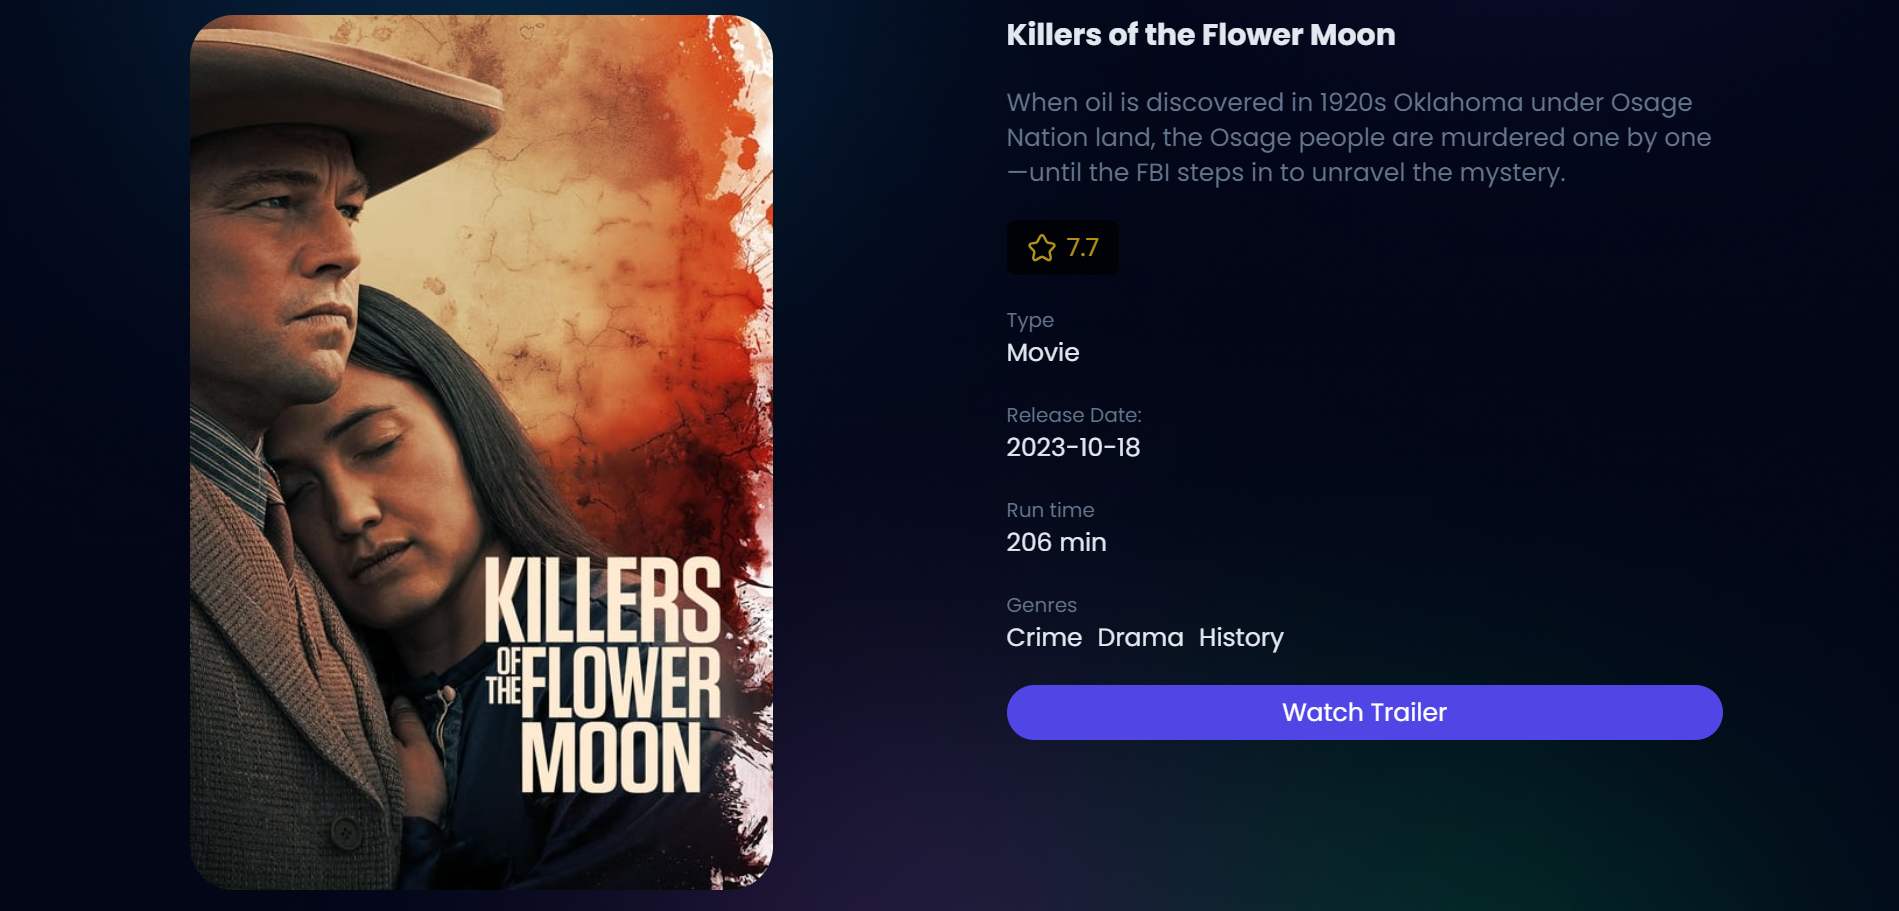 KILLERS
OF THE FLOWER
MOON
Killers of the Flower Moon
When oil is discovered in 1920s Oklahoma under Osage
Nation land, the Osage people are murdered one by one
—until the FBI steps in to unravel the mystery.
7.7
Type
Movie
Release Date:
2023-10-18
Run time
206 min
Genres
Crime Drama History
Watch Trailer